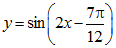 y = sin(2x − 7π/12)